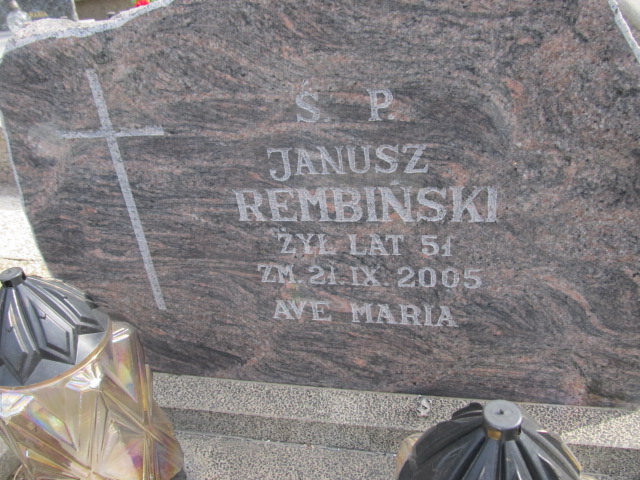 Ś. P.
JANUSZ
REMBIŃSKI
ŻYŁ LAT 51
ZM. 21. IX. 2005
AVE MARIA